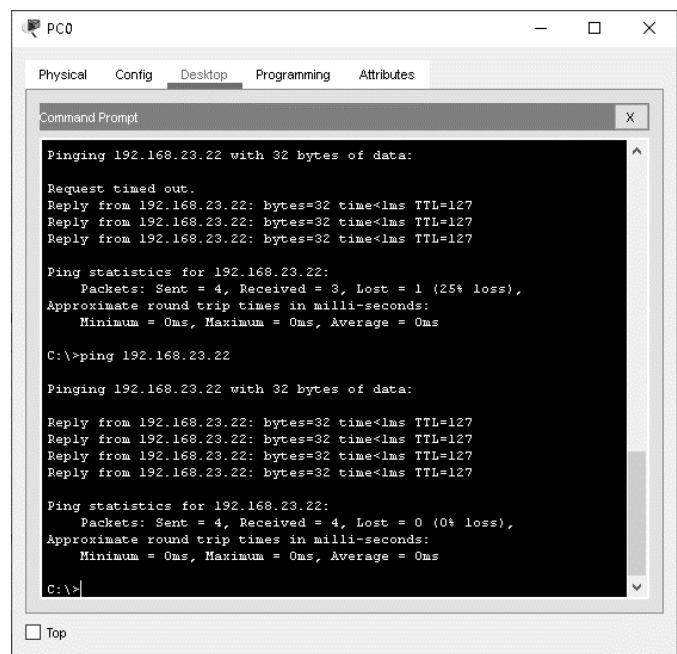 PC0
Physical Config Desktop Programming Attributes
Command Prompt X
Pinging 192.168.23.22 with 32 bytes of data:
Request timed out.
Reply from 192.168.23.22: bytes=32 time<1ms TTL=127
Reply from 192.168.23.22: bytes=32 time<1ms TTL=127
Reply from 192.168.23.22: bytes=32 time<1ms TTL=127
Ping statistics for 192.168.23.22:
Packets: Sent = 4, Received = 3, Lost = 1 (25% loss),
Approximate round trip times in milli-seconds:
Minimum = 0ms, Maximum = 0ms, Average = 0ms
C:\>ping 192.168.23.22
Pinging 192.168.23.22 with 32 bytes of data:
Reply from 192.168.23.22: bytes=32 time<1ms TTL=127
Reply from 192.168.23.22: bytes=32 time<1ms TTL=127
Reply from 192.168.23.22: bytes=32 time<1ms TTL=127
Reply from 192.168.23.22: bytes=32 time<1ms TTL=127
Ping statistics for 192.168.23.22:
Packets: Sent = 4, Received = 4, Lost = 0 (0% loss),
Approximate round trip times in milli-seconds:
Minimum = 0ms, Maximum = 0ms, Average = 0ms
C:\>
Top